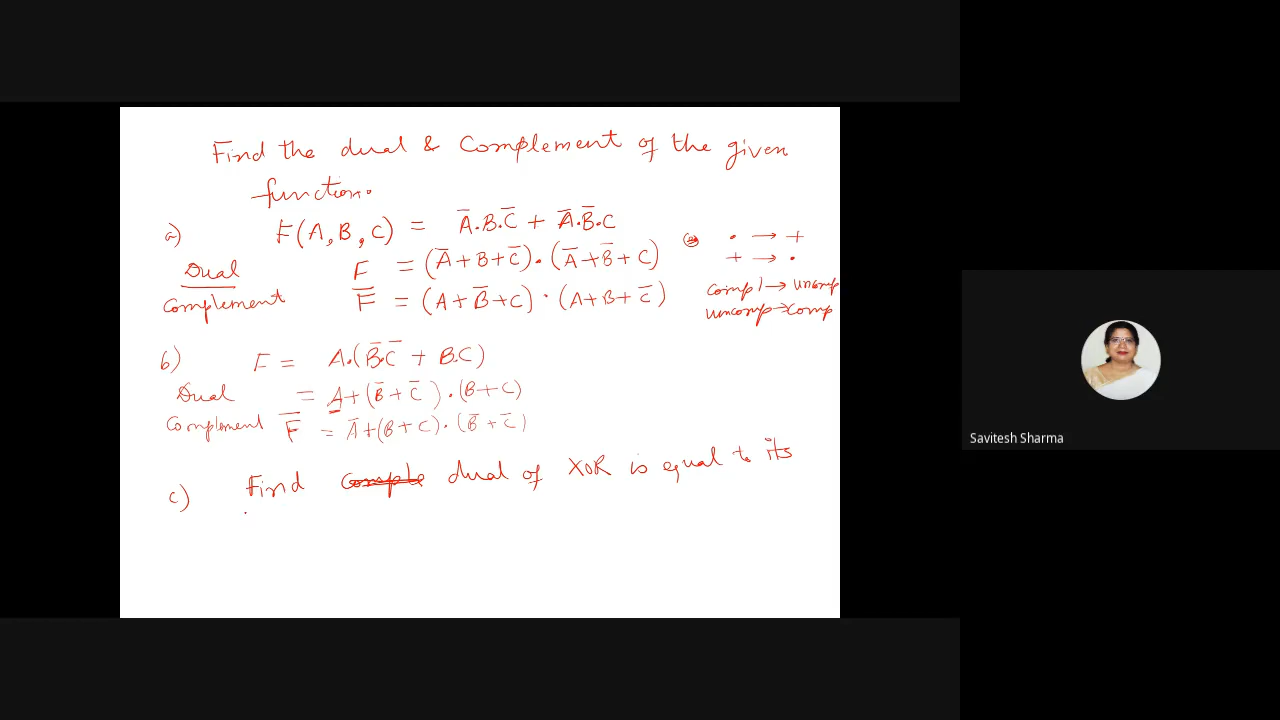 Find the dual & Complement of the given
function.
a) F(A,B,C) = A̅.B.C̅ + A̅.B̅.C
Dual F = (A̅+B+C̅).(A̅+B̅+C)
Complement F̅ = (A+B̅+C).(A+B+C̅)
. → +
+ → .
Compl → uncomp
uncomp → comp
b) F = A.(B̅.C̅ + B.C)
Dual = A+(B̅+C̅).(B+C)
Complement F̅ = A̅+(B+C).(B̅+C̅)
c) Find dual of XOR is equal to its
Savitesh Sharma